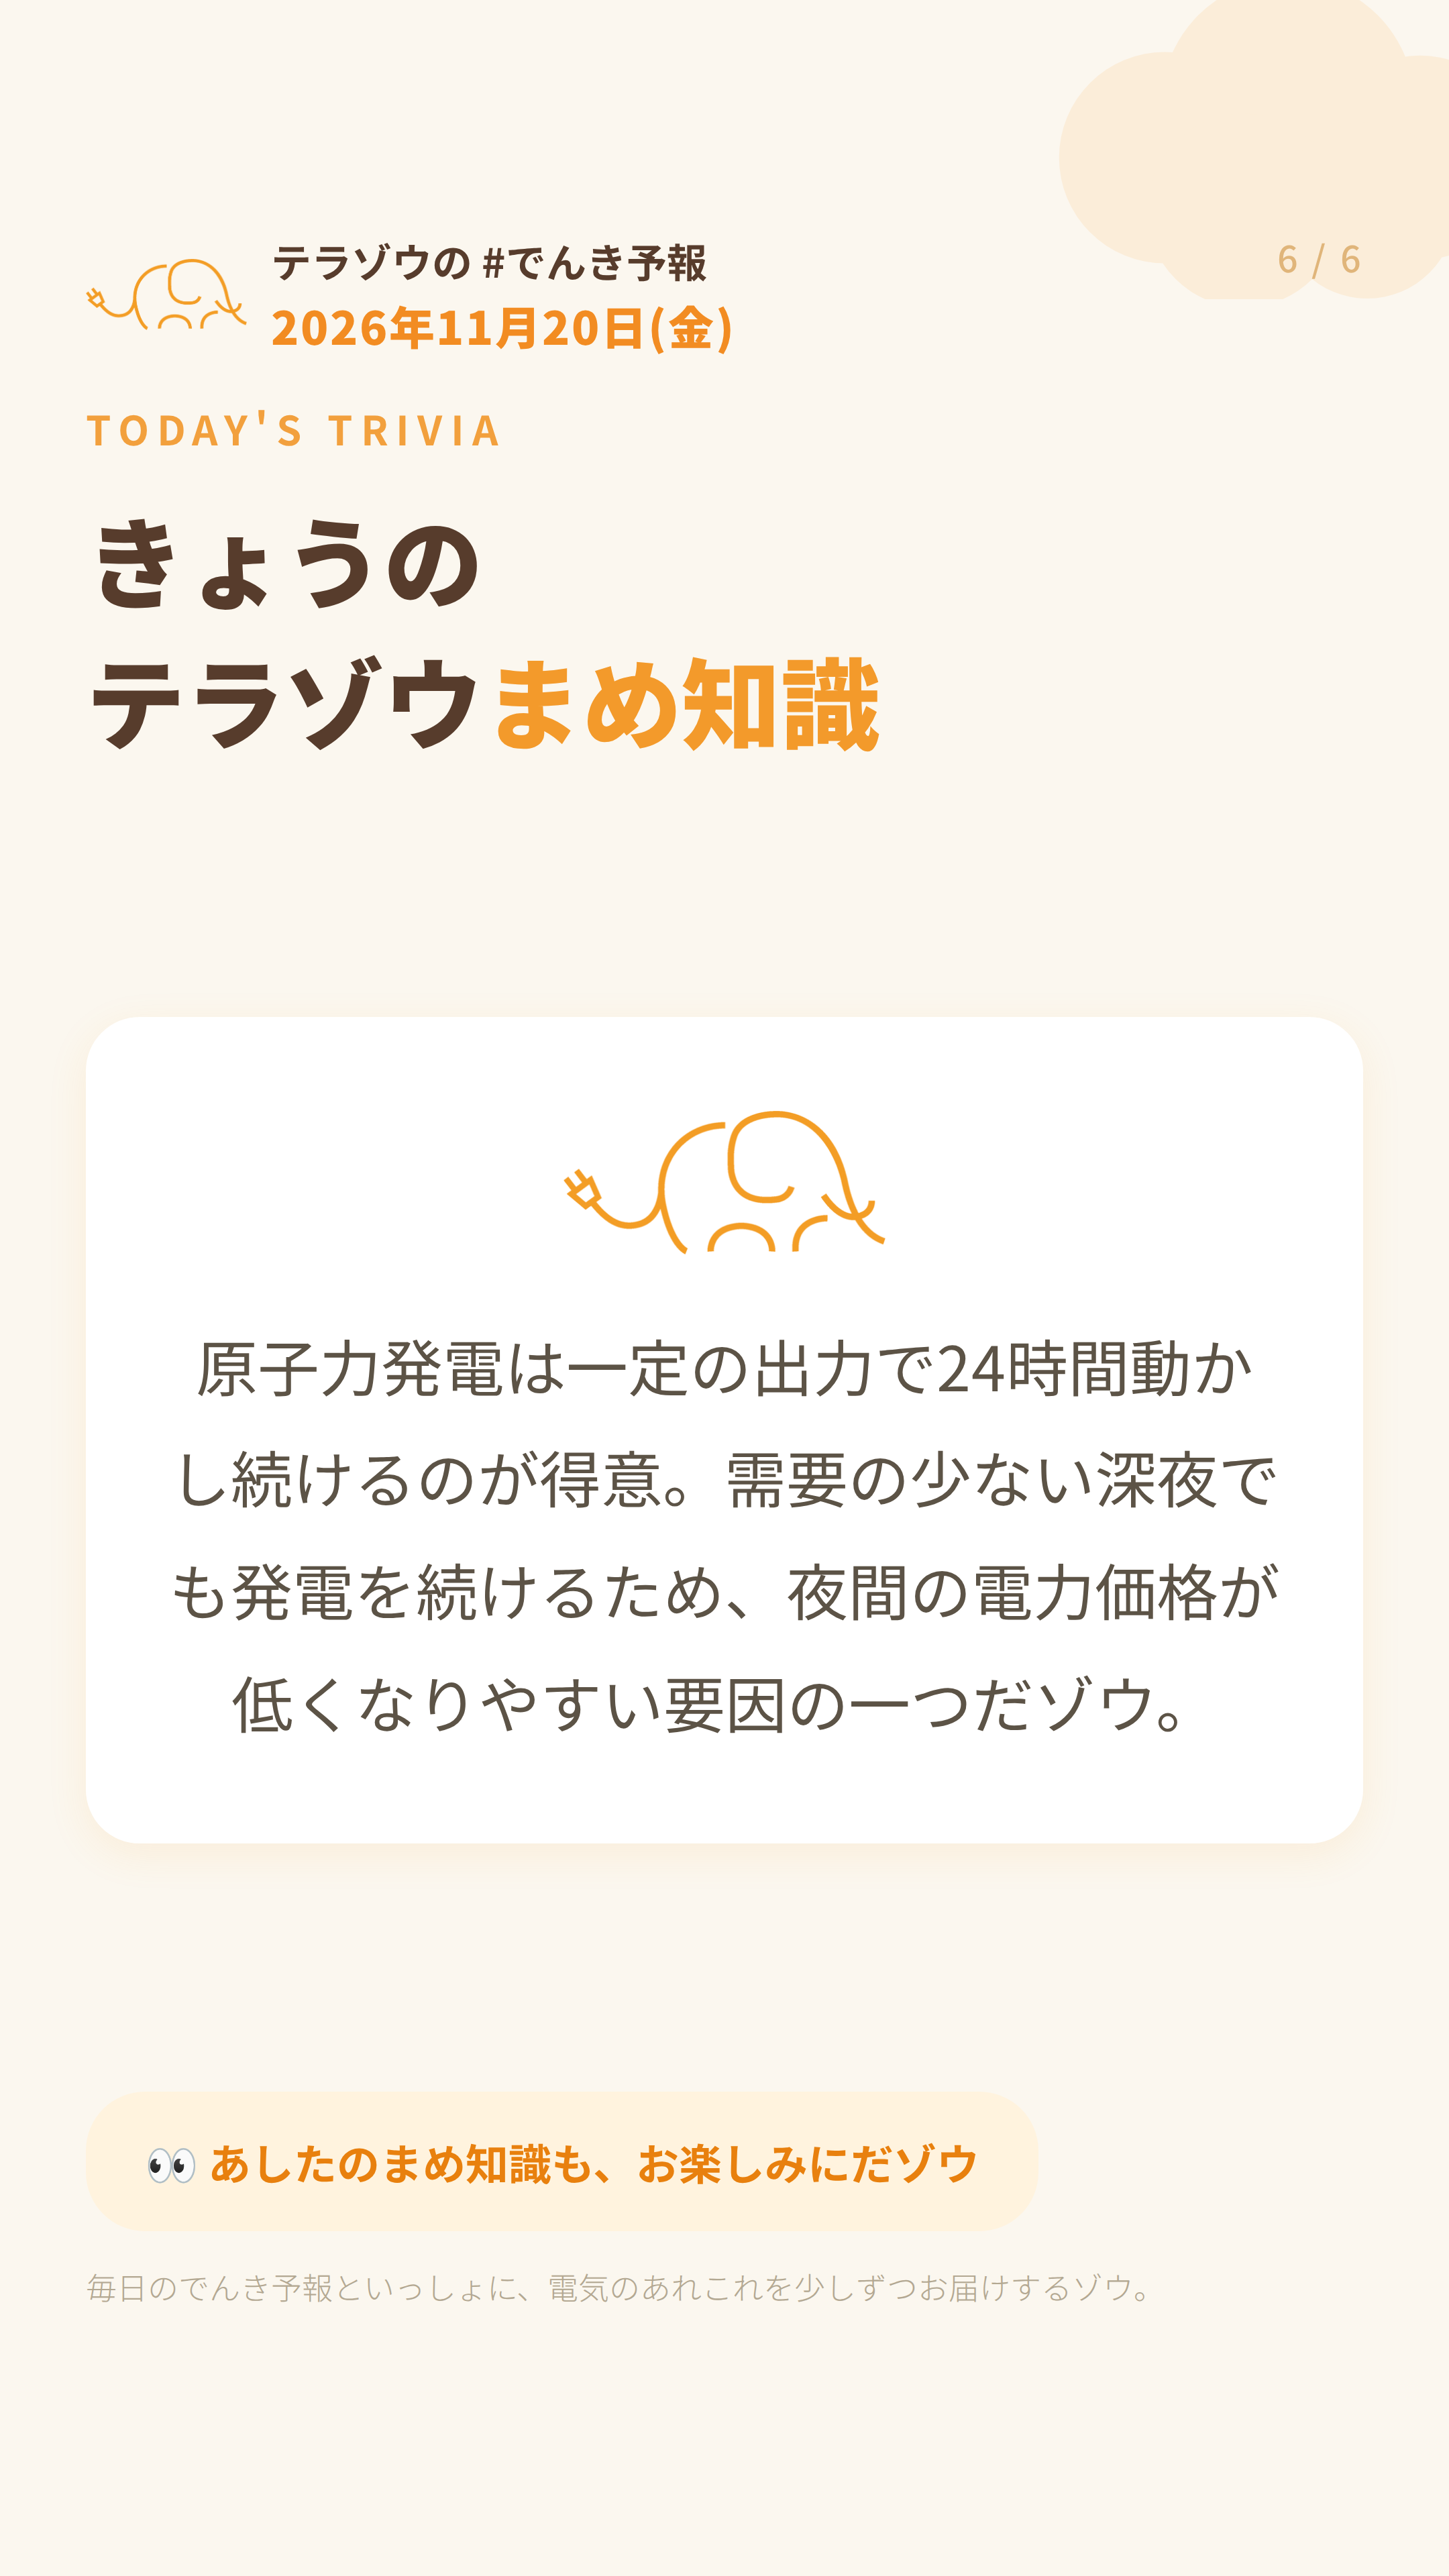 テラゾウの #でんき予報
2026年11月20日(金)
6 / 6
TODAY'S TRIVIA
きょうの
テラゾウまめ知識
原子力発電は一定の出力で24時間動か
し続けるのが得意。需要の少ない深夜で
も発電を続けるため、夜間の電力価格が
低くなりやすい要因の一つだゾウ。
👀 あしたのまめ知識も、お楽しみにだゾウ
毎日のでんき予報といっしょに、電気のあれこれを少しずつお届けするゾウ。